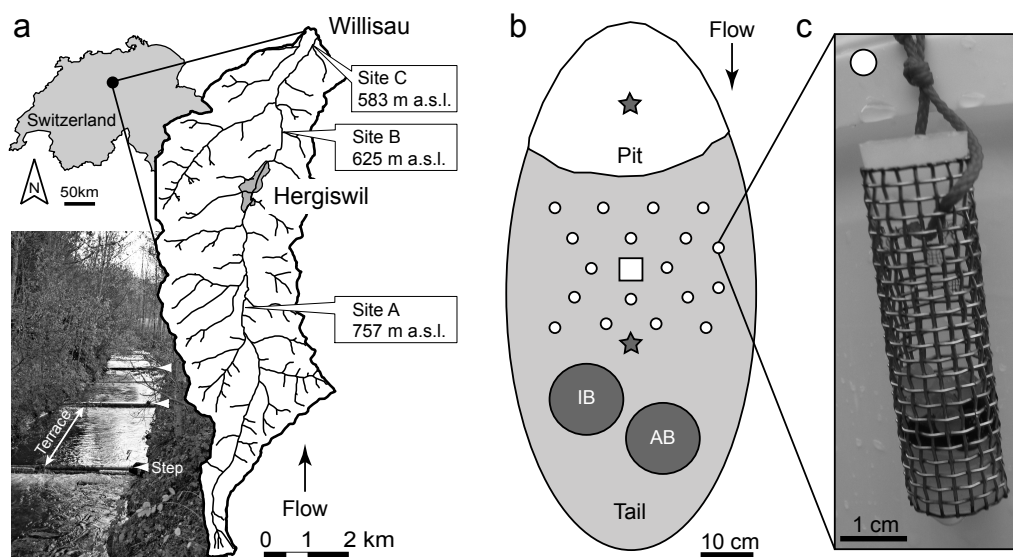 a
Willisau
Site C
583 m a.s.l.
Switzerland
Site B
625 m a.s.l.
N
50km
Hergiswil
Site A
757 m a.s.l.
Terrace
Step
Flow
0 1 2 km
b
Flow
Pit
IB
AB
Tail
10 cm
c
1 cm